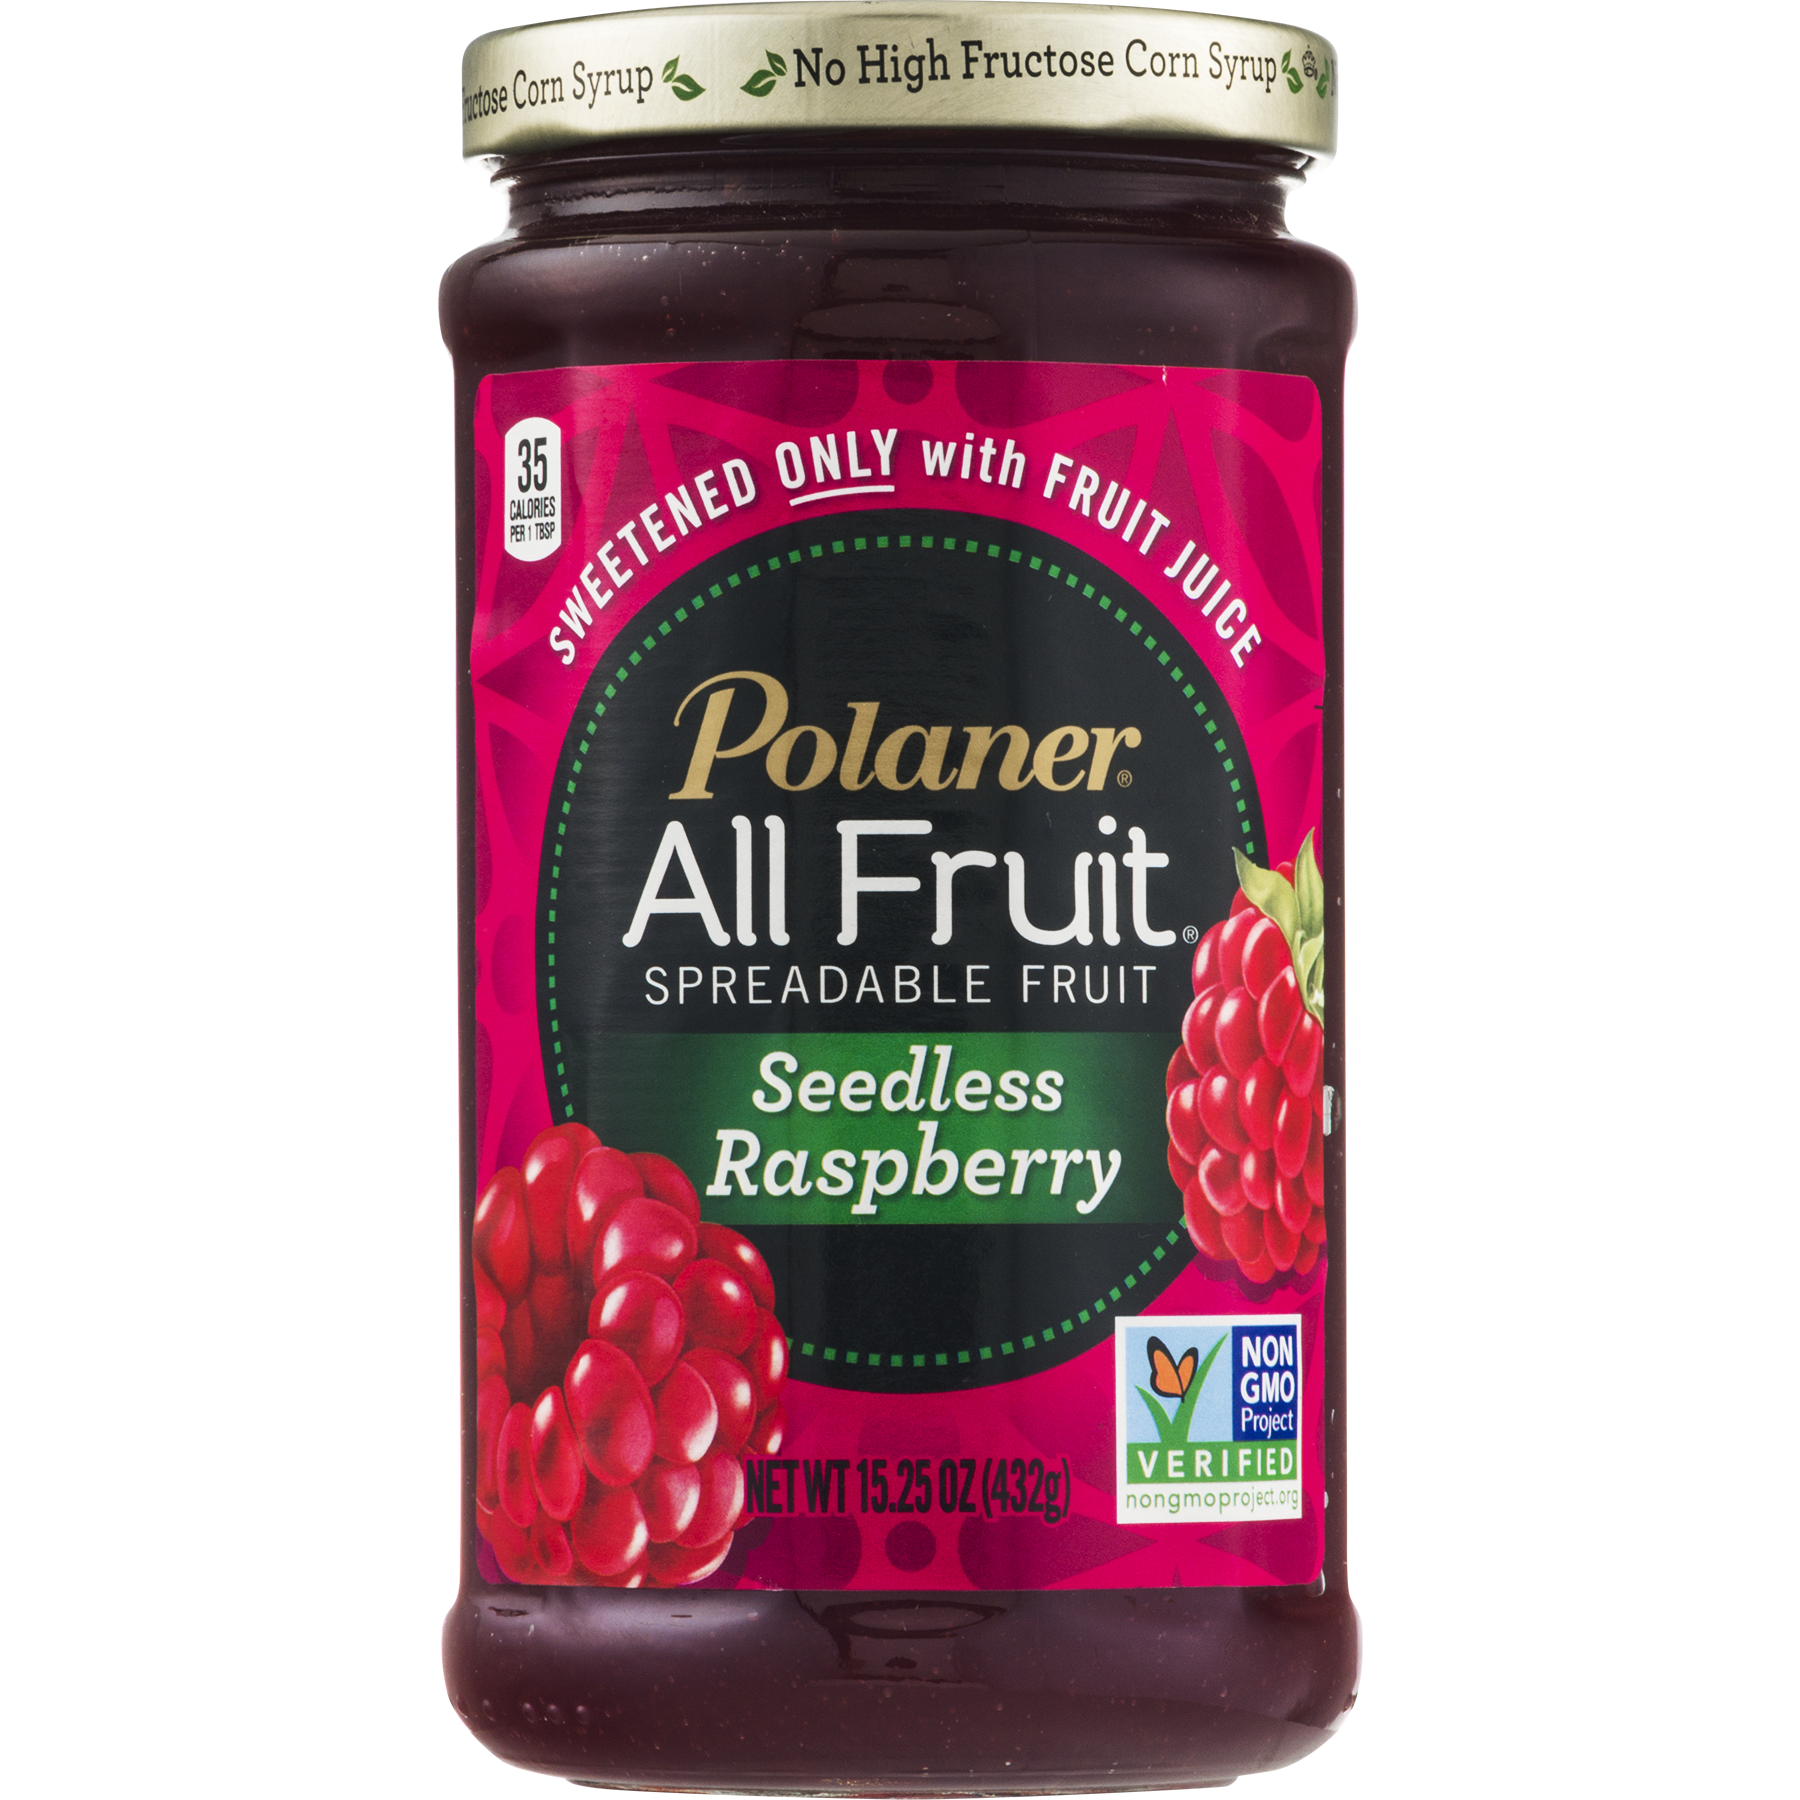 Fructose Corn Syrup
No High Fructose Corn Syrup
35
CALORIES
PER 1 TBSP
SWEETENED ONLY with FRUIT JUICE
Polaner®
All Fruit®
SPREADABLE FRUIT
Seedless
Raspberry
NON
GMO
Project
VERIFIED
nongmoproject.org
NET WT 15.25 OZ (432g)